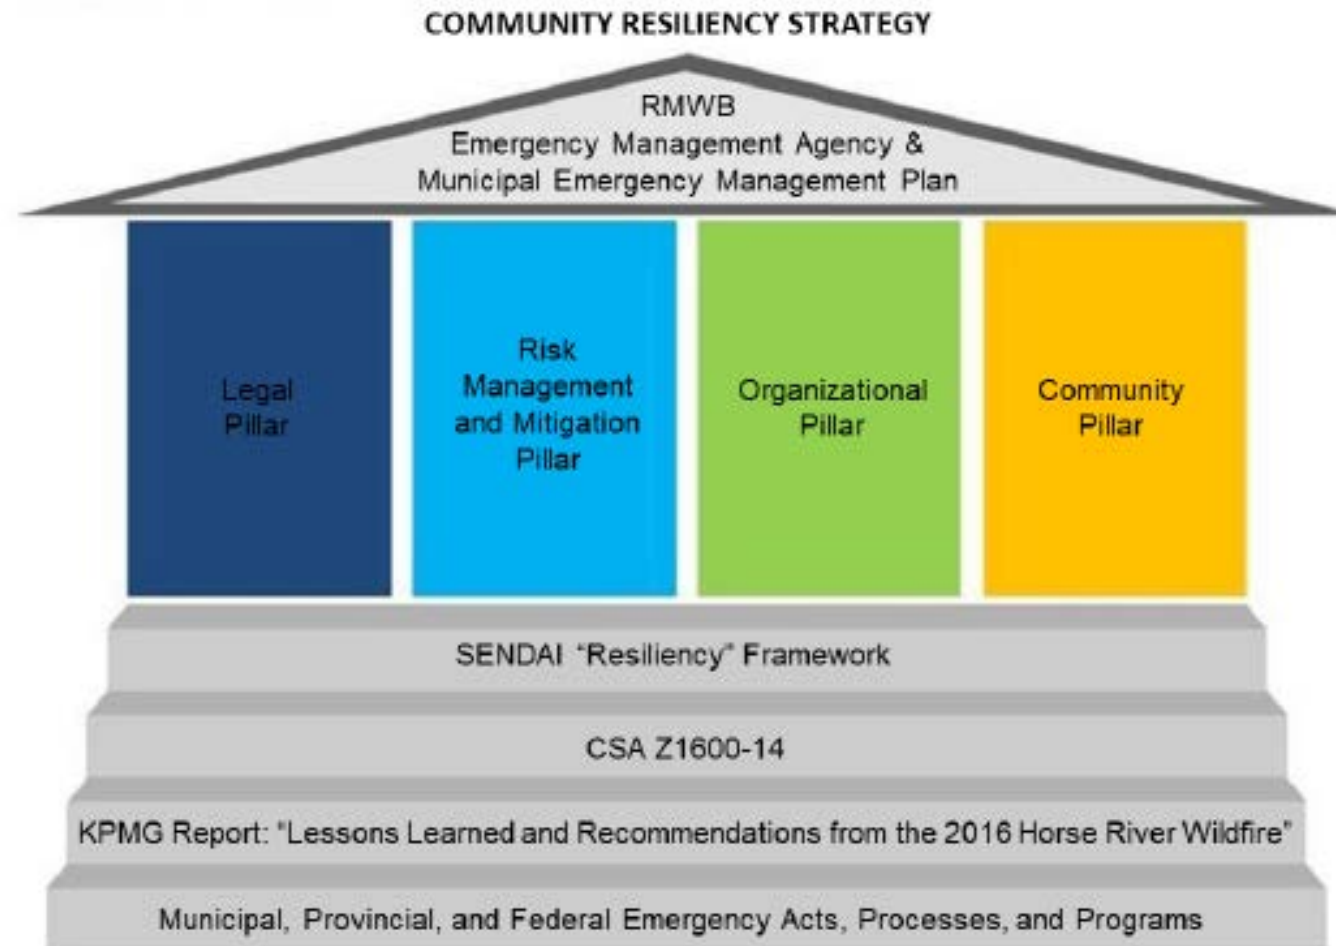 COMMUNITY RESILIENCY STRATEGY
RMWB
Emergency Management Agency &
Municipal Emergency Management Plan
Legal
Pillar
Risk
Management
and Mitigation
Pillar
Organizational
Pillar
Community
Pillar
SENDAI “Resiliency” Framework
CSA Z1600-14
KPMG Report: “Lessons Learned and Recommendations from the 2016 Horse River Wildfire”
Municipal, Provincial, and Federal Emergency Acts, Processes, and Programs